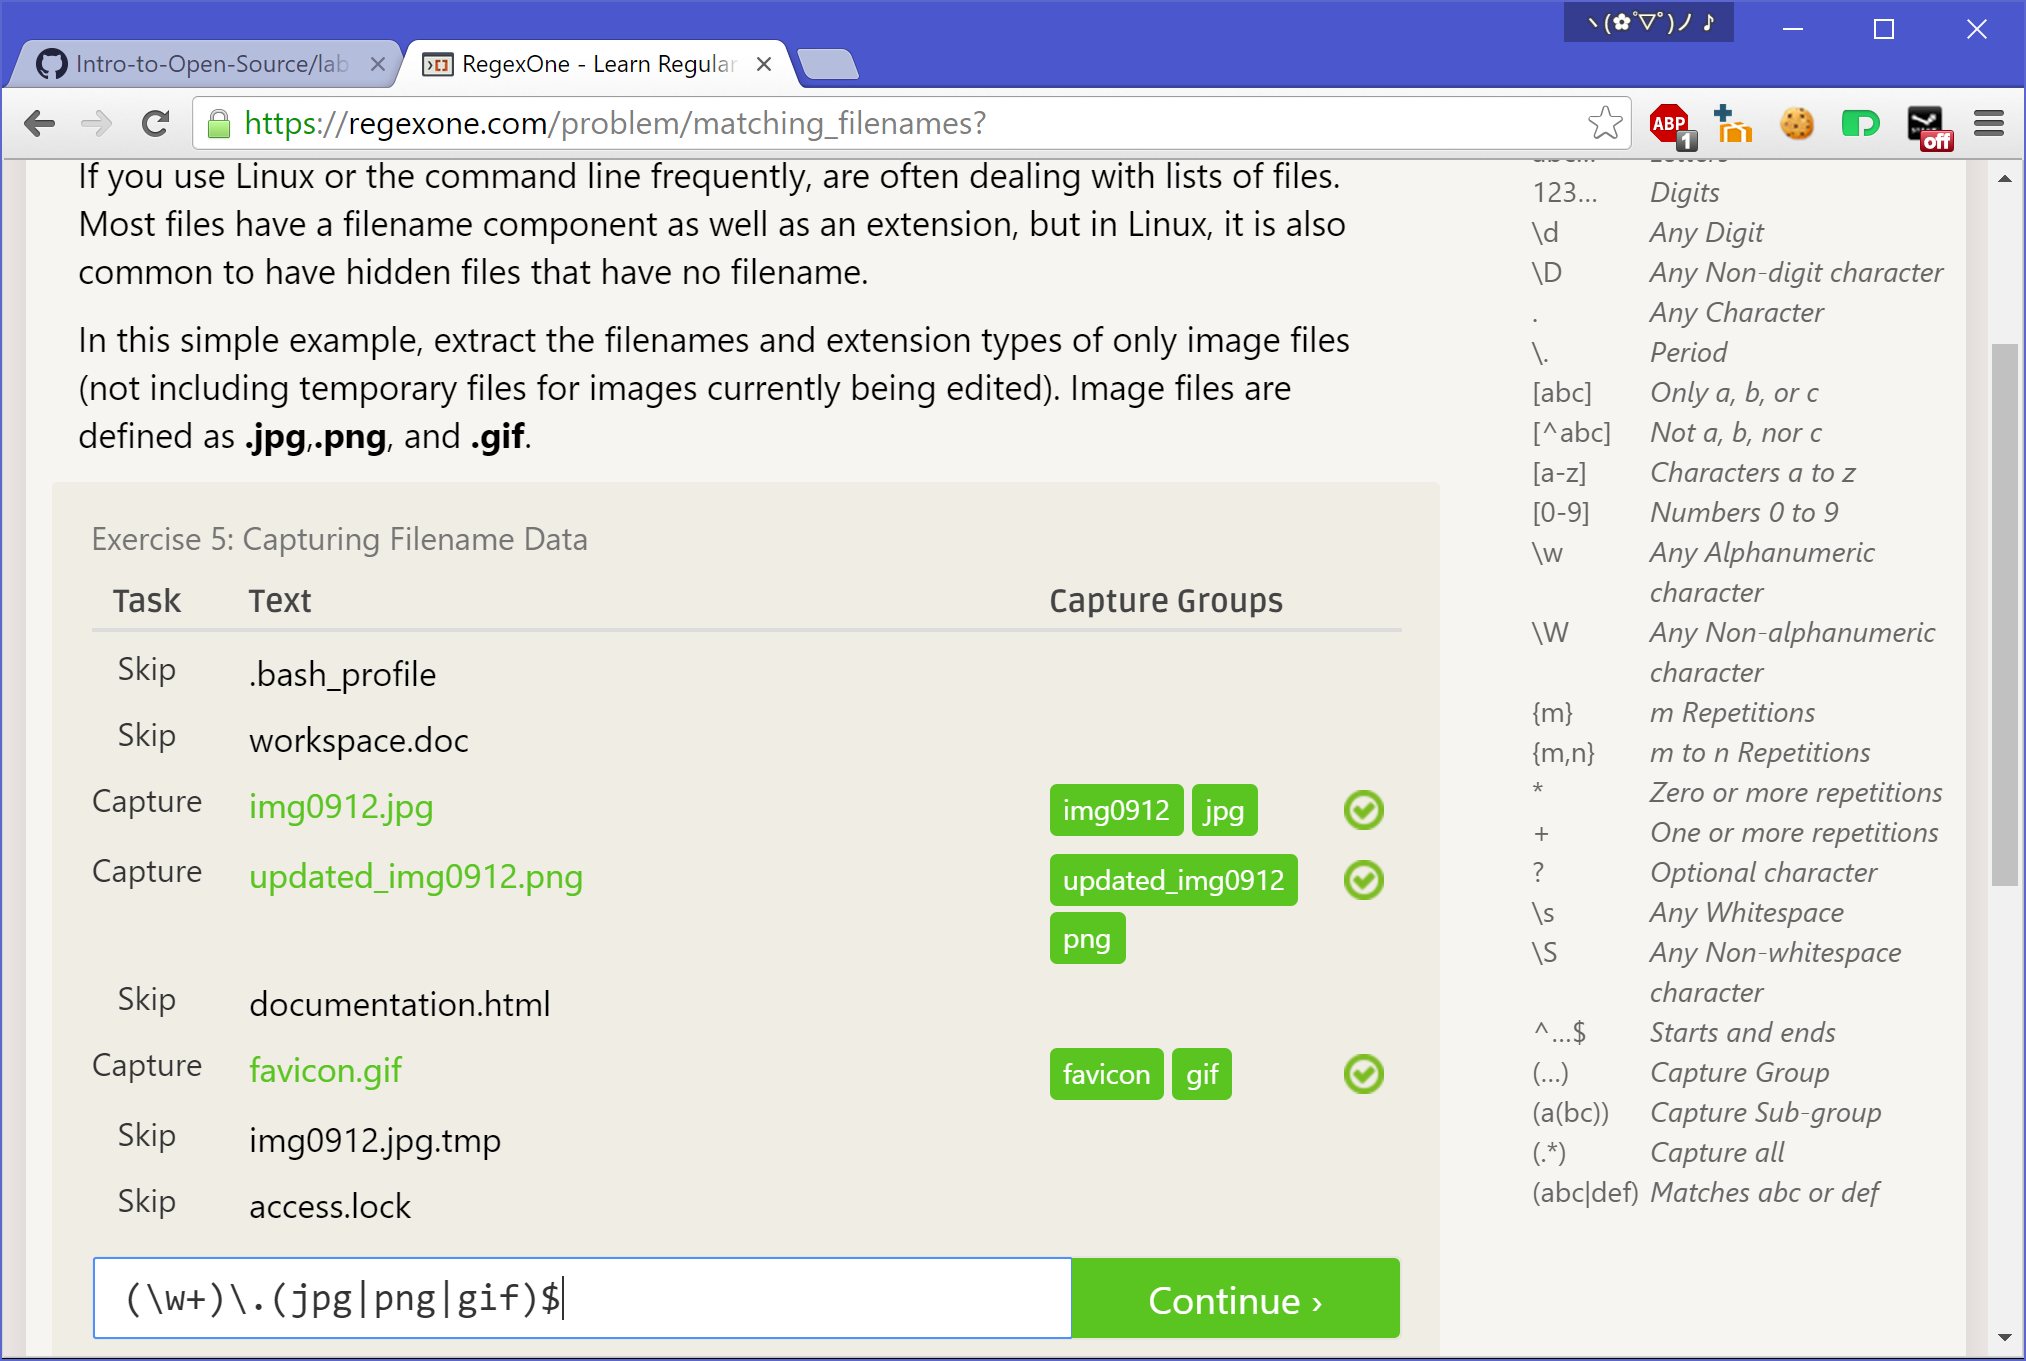 ヽ(✿ﾟ▽ﾟ)ノ ♪
Intro-to-Open-Source/lab
RegexOne - Learn Regular
https://regexone.com/problem/matching_filenames?
ABP
1
off
If you use Linux or the command line frequently, are often dealing with lists of files.
Most files have a filename component as well as an extension, but in Linux, it is also
common to have hidden files that have no filename.
In this simple example, extract the filenames and extension types of only image files
(not including temporary files for images currently being edited). Image files are
defined as .jpg,.png, and .gif.
Exercise 5: Capturing Filename Data
Task Text Capture Groups
Skip .bash_profile
Skip workspace.doc
Capture img0912.jpg img0912 jpg
Capture updated_img0912.png updated_img0912
png
Skip documentation.html
Capture favicon.gif favicon gif
Skip img0912.jpg.tmp
Skip access.lock
(\w+)\.(jpg|png|gif)$
Continue ›
abc… Letters
123… Digits
\d Any Digit
\D Any Non-digit character
. Any Character
\. Period
[abc] Only a, b, or c
[^abc] Not a, b, nor c
[a-z] Characters a to z
[0-9] Numbers 0 to 9
\w Any Alphanumeric
character
\W Any Non-alphanumeric
character
{m} m Repetitions
{m,n} m to n Repetitions
* Zero or more repetitions
+ One or more repetitions
? Optional character
\s Any Whitespace
\S Any Non-whitespace
character
^…$ Starts and ends
(…) Capture Group
(a(bc)) Capture Sub-group
(.*) Capture all
(abc|def) Matches abc or def